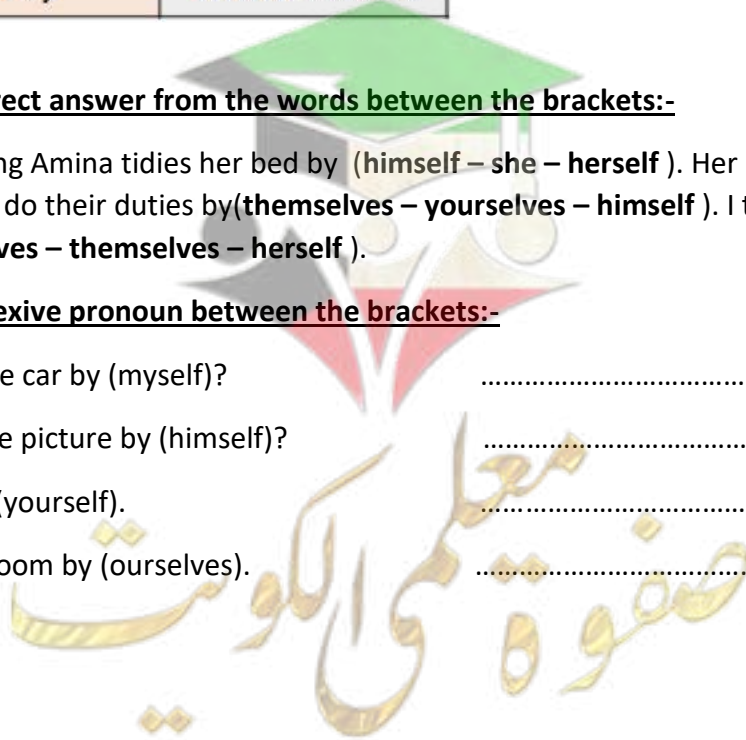 rect answer from the words between the brackets:-
ng Amina tidies her bed by (himself – she – herself ). Her
do their duties by(themselves – yourselves – himself ). I t
ves – themselves – herself ).
exive pronoun between the brackets:-
e car by (myself)? ……………………………
e picture by (himself)? ……………………………
(yourself). ……………………………
oom by (ourselves). ……………………………
صفوة معلمى الكويت